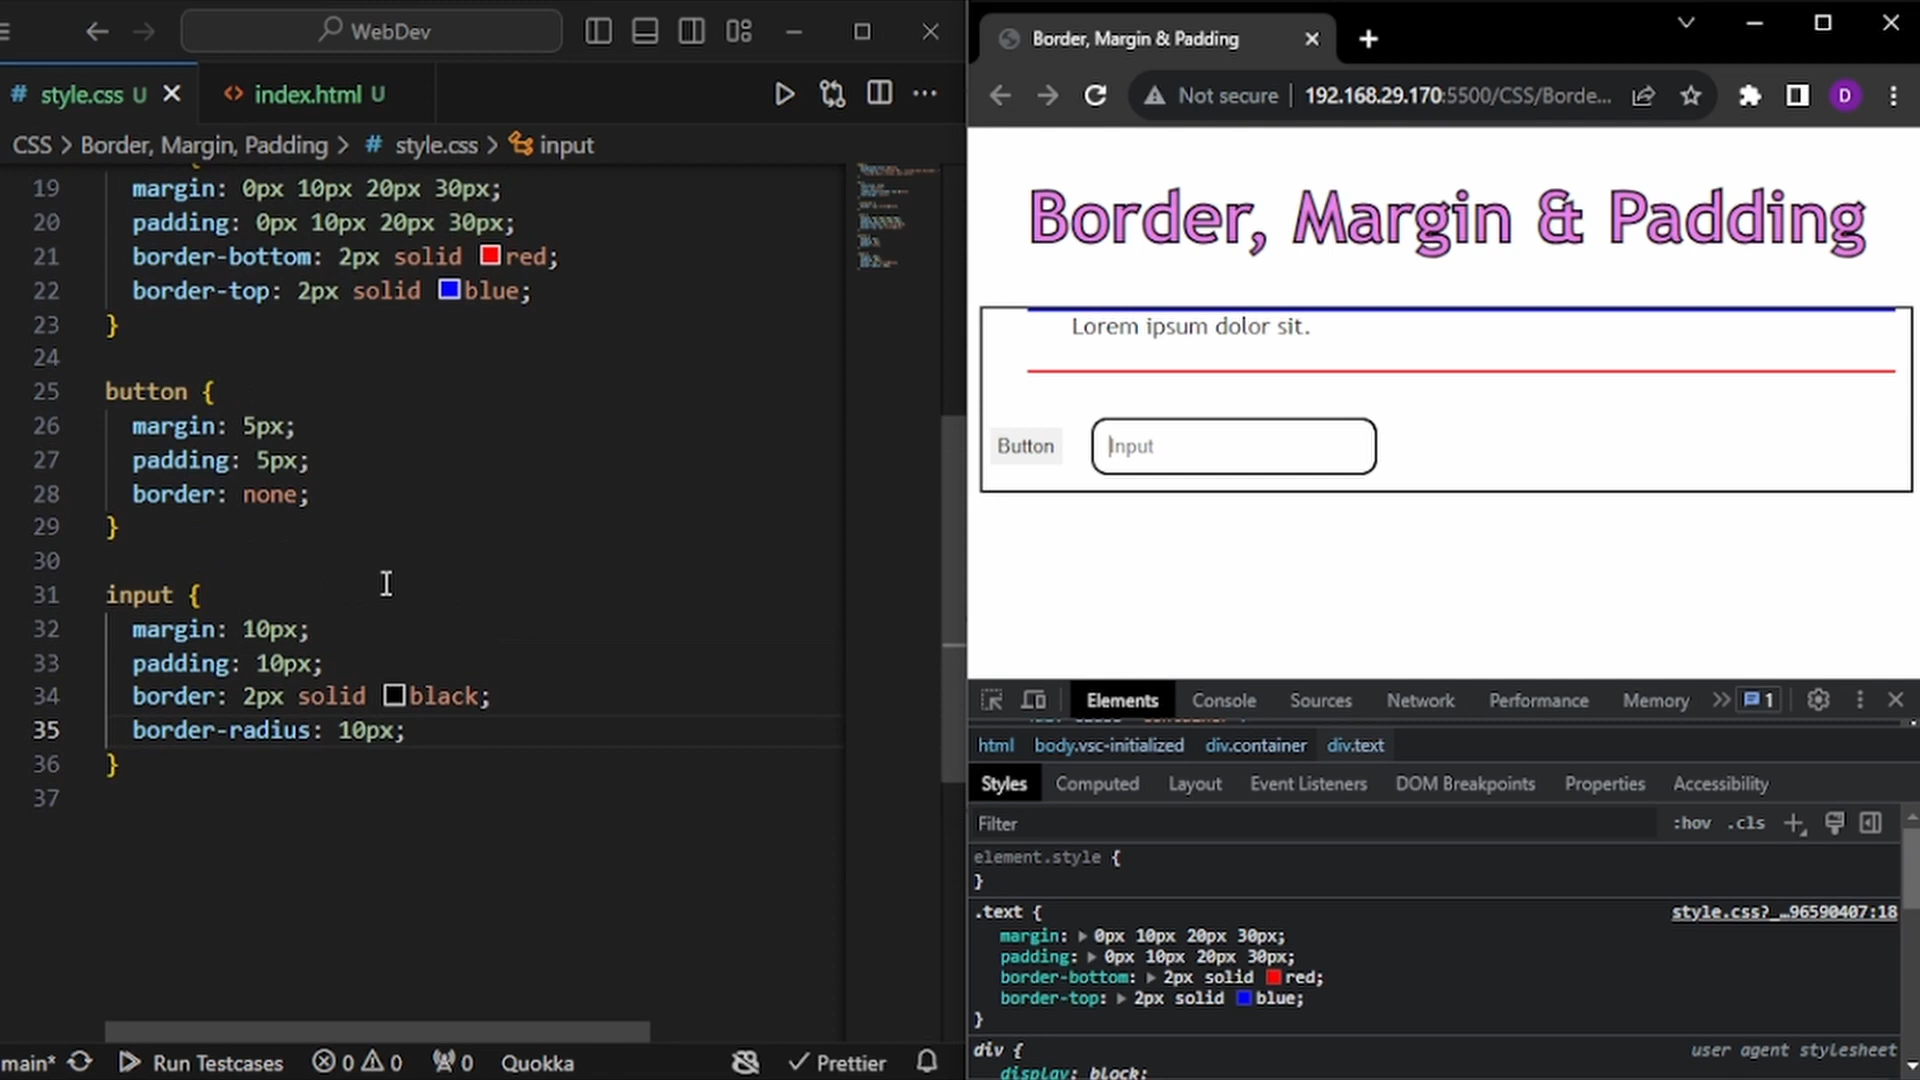 WebDev
style.css U
index.html U
CSS > Border, Margin, Padding > # style.css > input
19 margin: 0px 10px 20px 30px;
20 padding: 0px 10px 20px 30px;
21 border-bottom: 2px solid red;
22 border-top: 2px solid blue;
23 }
24
25 button {
26 margin: 5px;
27 padding: 5px;
28 border: none;
29 }
30
31 input {
32 margin: 10px;
33 padding: 10px;
34 border: 2px solid black;
35 border-radius: 10px;
36 }
37
main* Run Testcases 0 0 0 Quokka Prettier
Border, Margin & Padding
Not secure | 192.168.29.170:5500/CSS/Borde...
D
Border, Margin & Padding
Lorem ipsum dolor sit.
Button Input
Elements Console Sources Network Performance Memory >> 1
html body.vsc-initialized div.container div.text
Styles Computed Layout Event Listeners DOM Breakpoints Properties Accessibility
Filter :hov .cls
element.style {
}
.text { style.css?_…96590407:18
margin: 0px 10px 20px 30px;
padding: 0px 10px 20px 30px;
border-bottom: 2px solid red;
border-top: 2px solid blue;
}
div { user agent stylesheet
display: block;